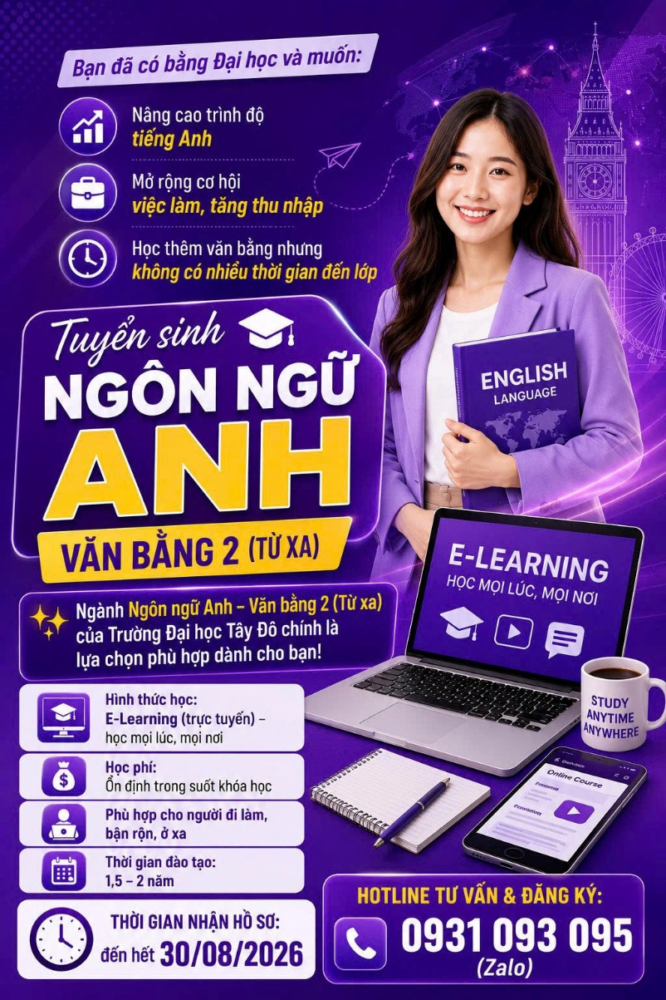 Bạn đã có bằng Đại học và muốn:
Nâng cao trình độ
tiếng Anh
Mở rộng cơ hội
việc làm, tăng thu nhập
Học thêm văn bằng nhưng
không có nhiều thời gian đến lớp
Tuyển sinh
NGÔN NGỮ
ANH
VĂN BẰNG 2 (TỪ XA)
ENGLISH
LANGUAGE
E-LEARNING
HỌC MỌI LÚC, MỌI NƠI
Ngành Ngôn ngữ Anh – Văn bằng 2 (Từ xa)
của Trường Đại học Tây Đô chính là
lựa chọn phù hợp dành cho bạn!
STUDY
ANYTIME
ANYWHERE
Online Course
Hình thức học:
E-Learning (trực tuyến) –
học mọi lúc, mọi nơi
Học phí:
Ổn định trong suốt khóa học
Phù hợp cho người đi làm,
bận rộn, ở xa
Thời gian đào tạo:
1,5 – 2 năm
THỜI GIAN NHẬN HỒ SƠ:
đến hết 30/08/2026
HOTLINE TƯ VẤN & ĐĂNG KÝ:
0931 093 095
(Zalo)